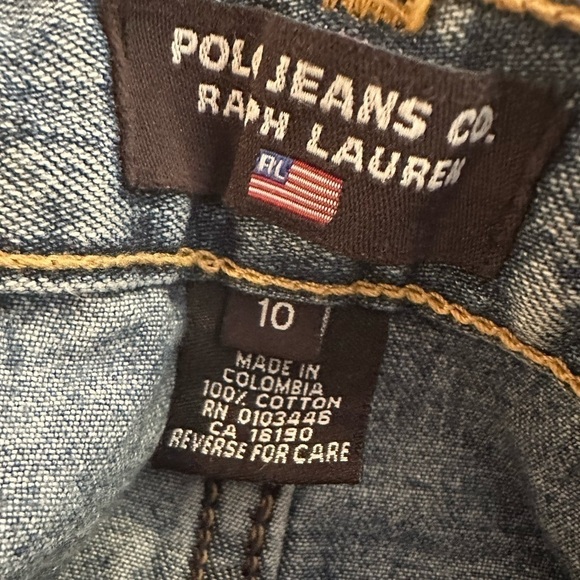 POLO JEANS CO.
RALPH LAUREN
RL
10
MADE IN
COLOMBIA
100% COTTON
RN 0103446
CA 16190
REVERSE FOR CARE